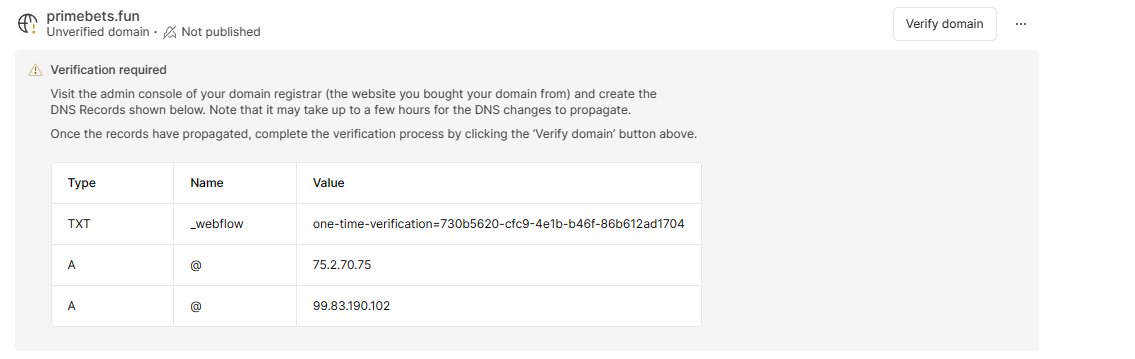 primebets.fun
Unverified domain • Not published
Verify domain
...
Verification required
Visit the admin console of your domain registrar (the website you bought your domain from) and create the
DNS Records shown below. Note that it may take up to a few hours for the DNS changes to propagate.
Once the records have propagated, complete the verification process by clicking the ‘Verify domain’ button above.
Type Name Value
TXT _webflow one-time-verification=730b5620-cfc9-4e1b-b46f-86b612ad1704
A @ 75.2.70.75
A @ 99.83.190.102